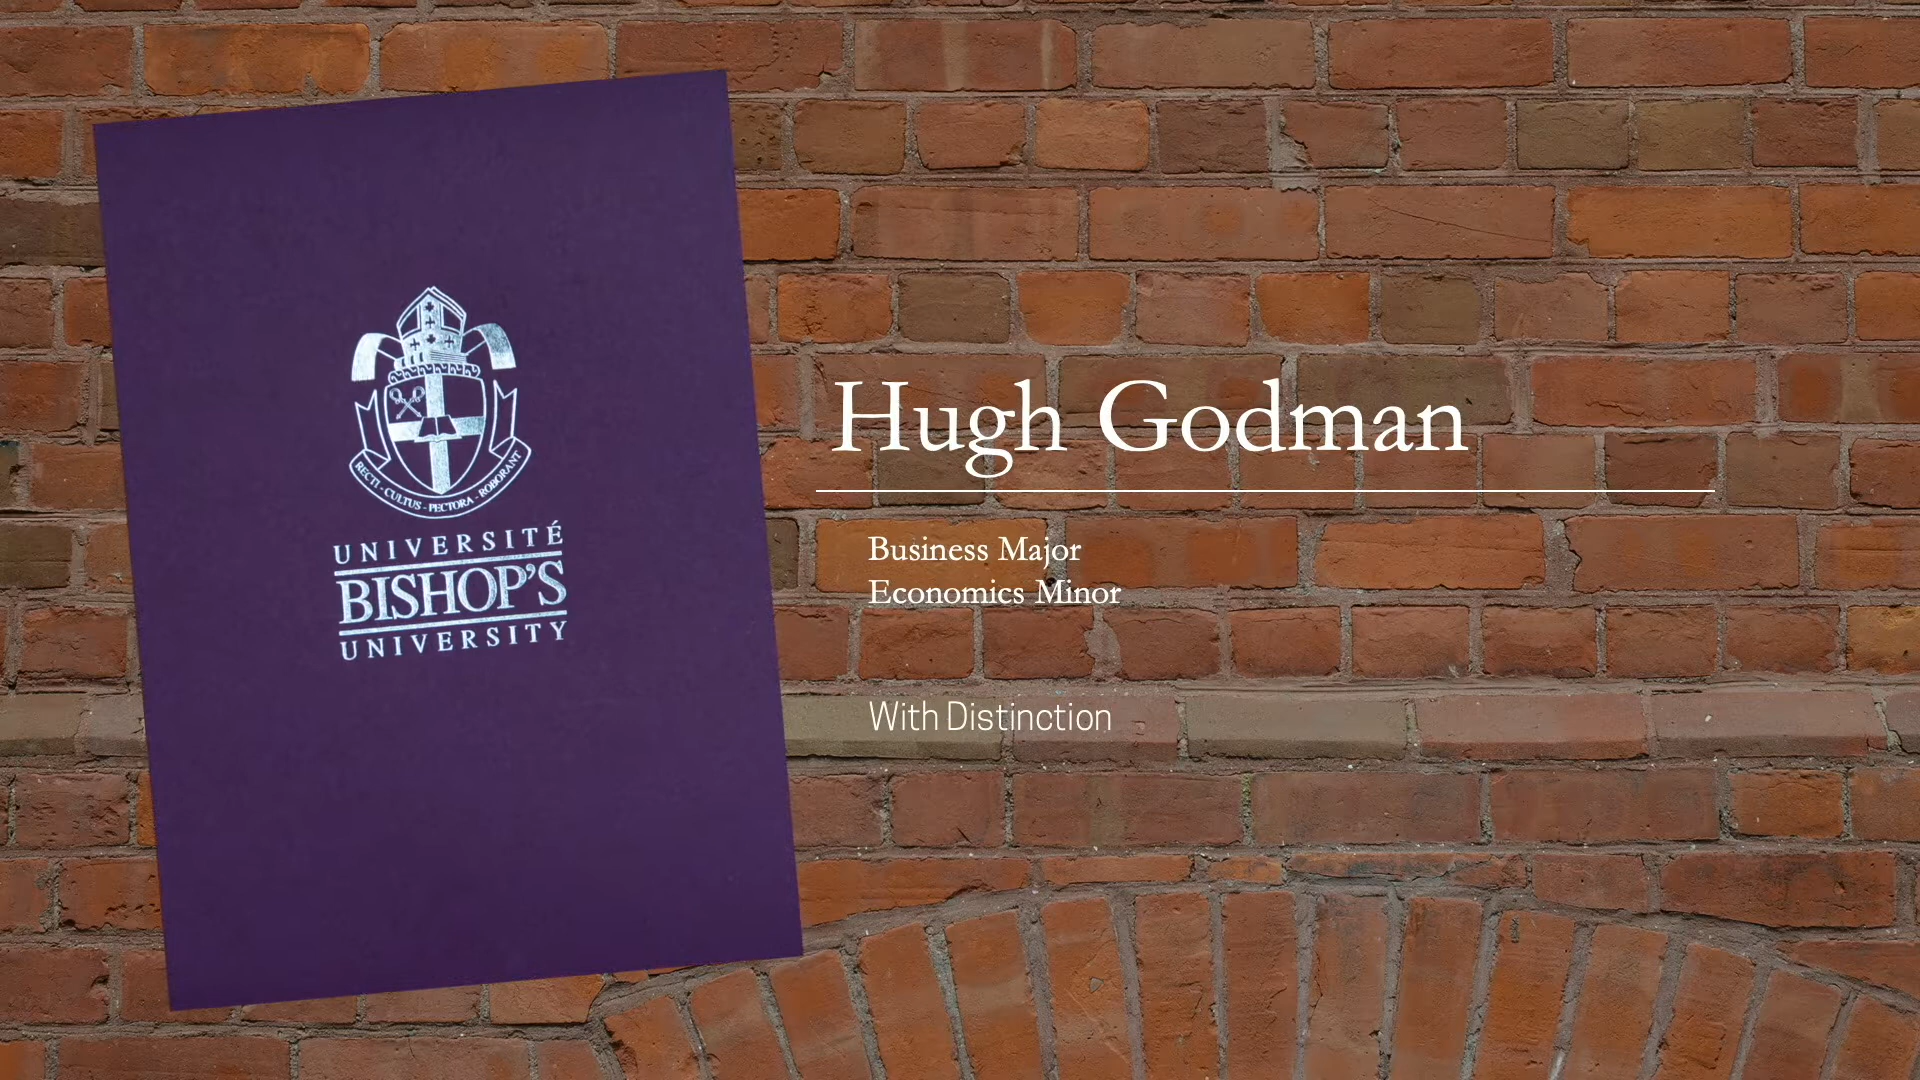 RECTI - CULTUS - PECTORA - ROBORANT
UNIVERSITÉ
BISHOP'S
UNIVERSITY
Hugh Godman
Business Major
Economics Minor
With Distinction